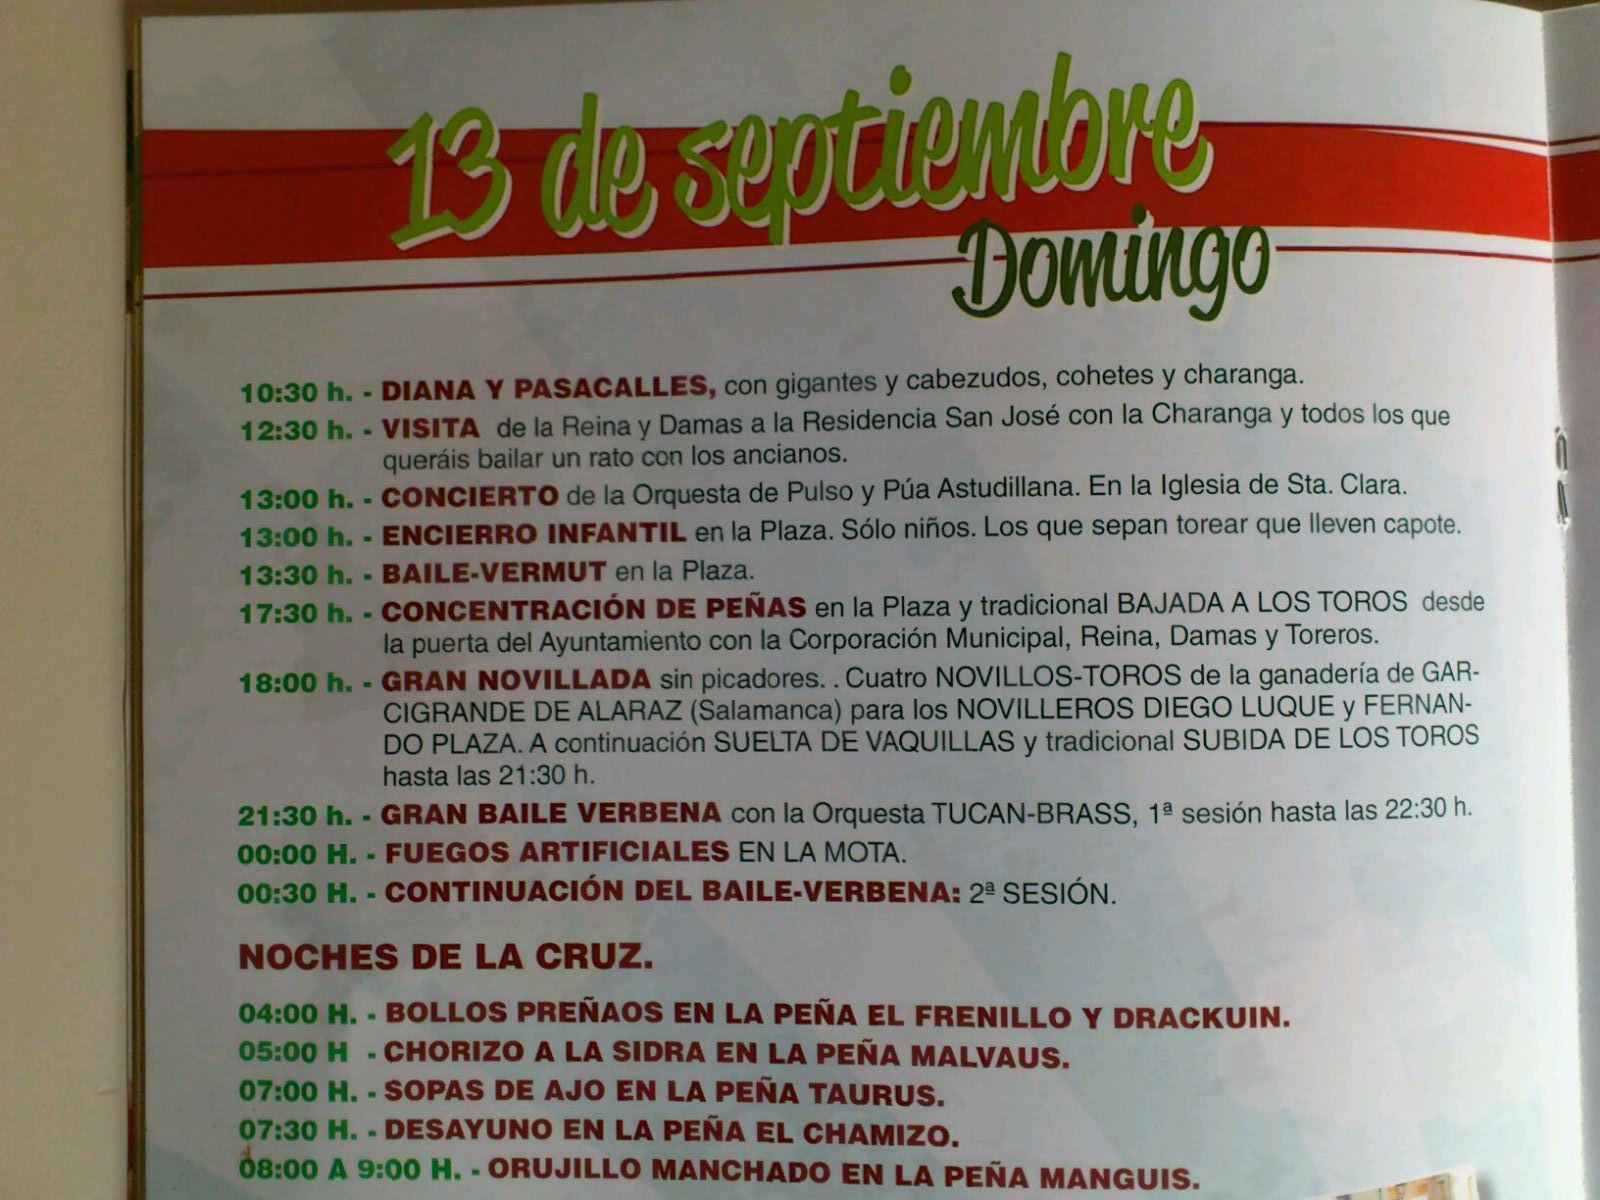 13 de septiembre
Domingo
10:30 h. - DIANA Y PASACALLES, con gigantes y cabezudos, cohetes y charanga.
12:30 h. - VISITA de la Reina y Damas a la Residencia San José con la Charanga y todos los que
queráis bailar un rato con los ancianos.
13:00 h. - CONCIERTO de la Orquesta de Pulso y Púa Astudillana. En la Iglesia de Sta. Clara.
13:00 h. - ENCIERRO INFANTIL en la Plaza. Sólo niños. Los que sepan torear que lleven capote.
13:30 h. - BAILE-VERMUT en la Plaza.
17:30 h. - CONCENTRACIÓN DE PEÑAS en la Plaza y tradicional BAJADA A LOS TOROS desde
la puerta del Ayuntamiento con la Corporación Municipal, Reina, Damas y Toreros.
18:00 h. - GRAN NOVILLADA sin picadores. . Cuatro NOVILLOS-TOROS de la ganadería de GAR-
CIGRANDE DE ALARAZ (Salamanca) para los NOVILLEROS DIEGO LUQUE y FERNAN-
DO PLAZA. A continuación SUELTA DE VAQUILLAS y tradicional SUBIDA DE LOS TOROS
hasta las 21:30 h.
21:30 h. - GRAN BAILE VERBENA con la Orquesta TUCAN-BRASS, 1ª sesión hasta las 22:30 h.
00:00 H. - FUEGOS ARTIFICIALES EN LA MOTA.
00:30 H. - CONTINUACIÓN DEL BAILE-VERBENA: 2ª SESIÓN.
NOCHES DE LA CRUZ.
04:00 H. - BOLLOS PREÑAOS EN LA PEÑA EL FRENILLO Y DRACKUIN.
05:00 H - CHORIZO A LA SIDRA EN LA PEÑA MALVAUS.
07:00 H. - SOPAS DE AJO EN LA PEÑA TAURUS.
07:30 H. - DESAYUNO EN LA PEÑA EL CHAMIZO.
08:00 A 9:00 H. - ORUJILLO MANCHADO EN LA PEÑA MANGUIS.